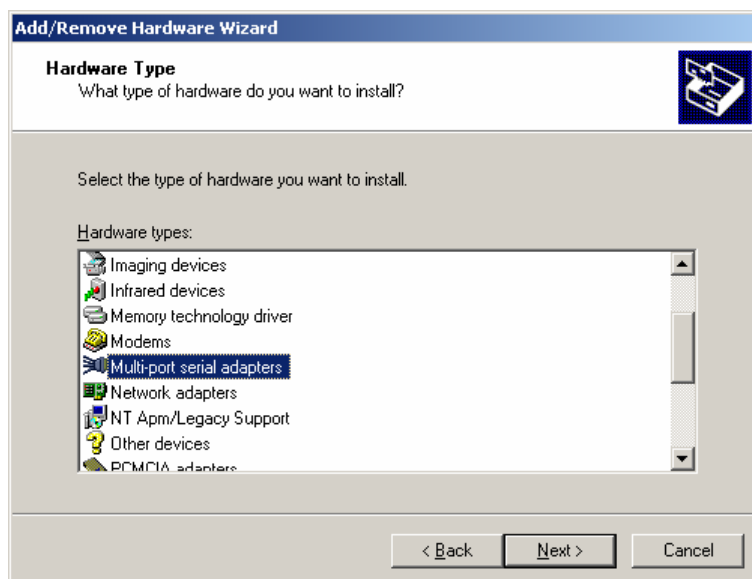 Add/Remove Hardware Wizard
Hardware Type
What type of hardware do you want to install?
Select the type of hardware you want to install.
Hardware types:
Imaging devices
Infrared devices
Memory technology driver
Modems
Multi-port serial adapters
Network adapters
NT Apm/Legacy Support
Other devices
PCMCIA adapters
< Back
Next >
Cancel